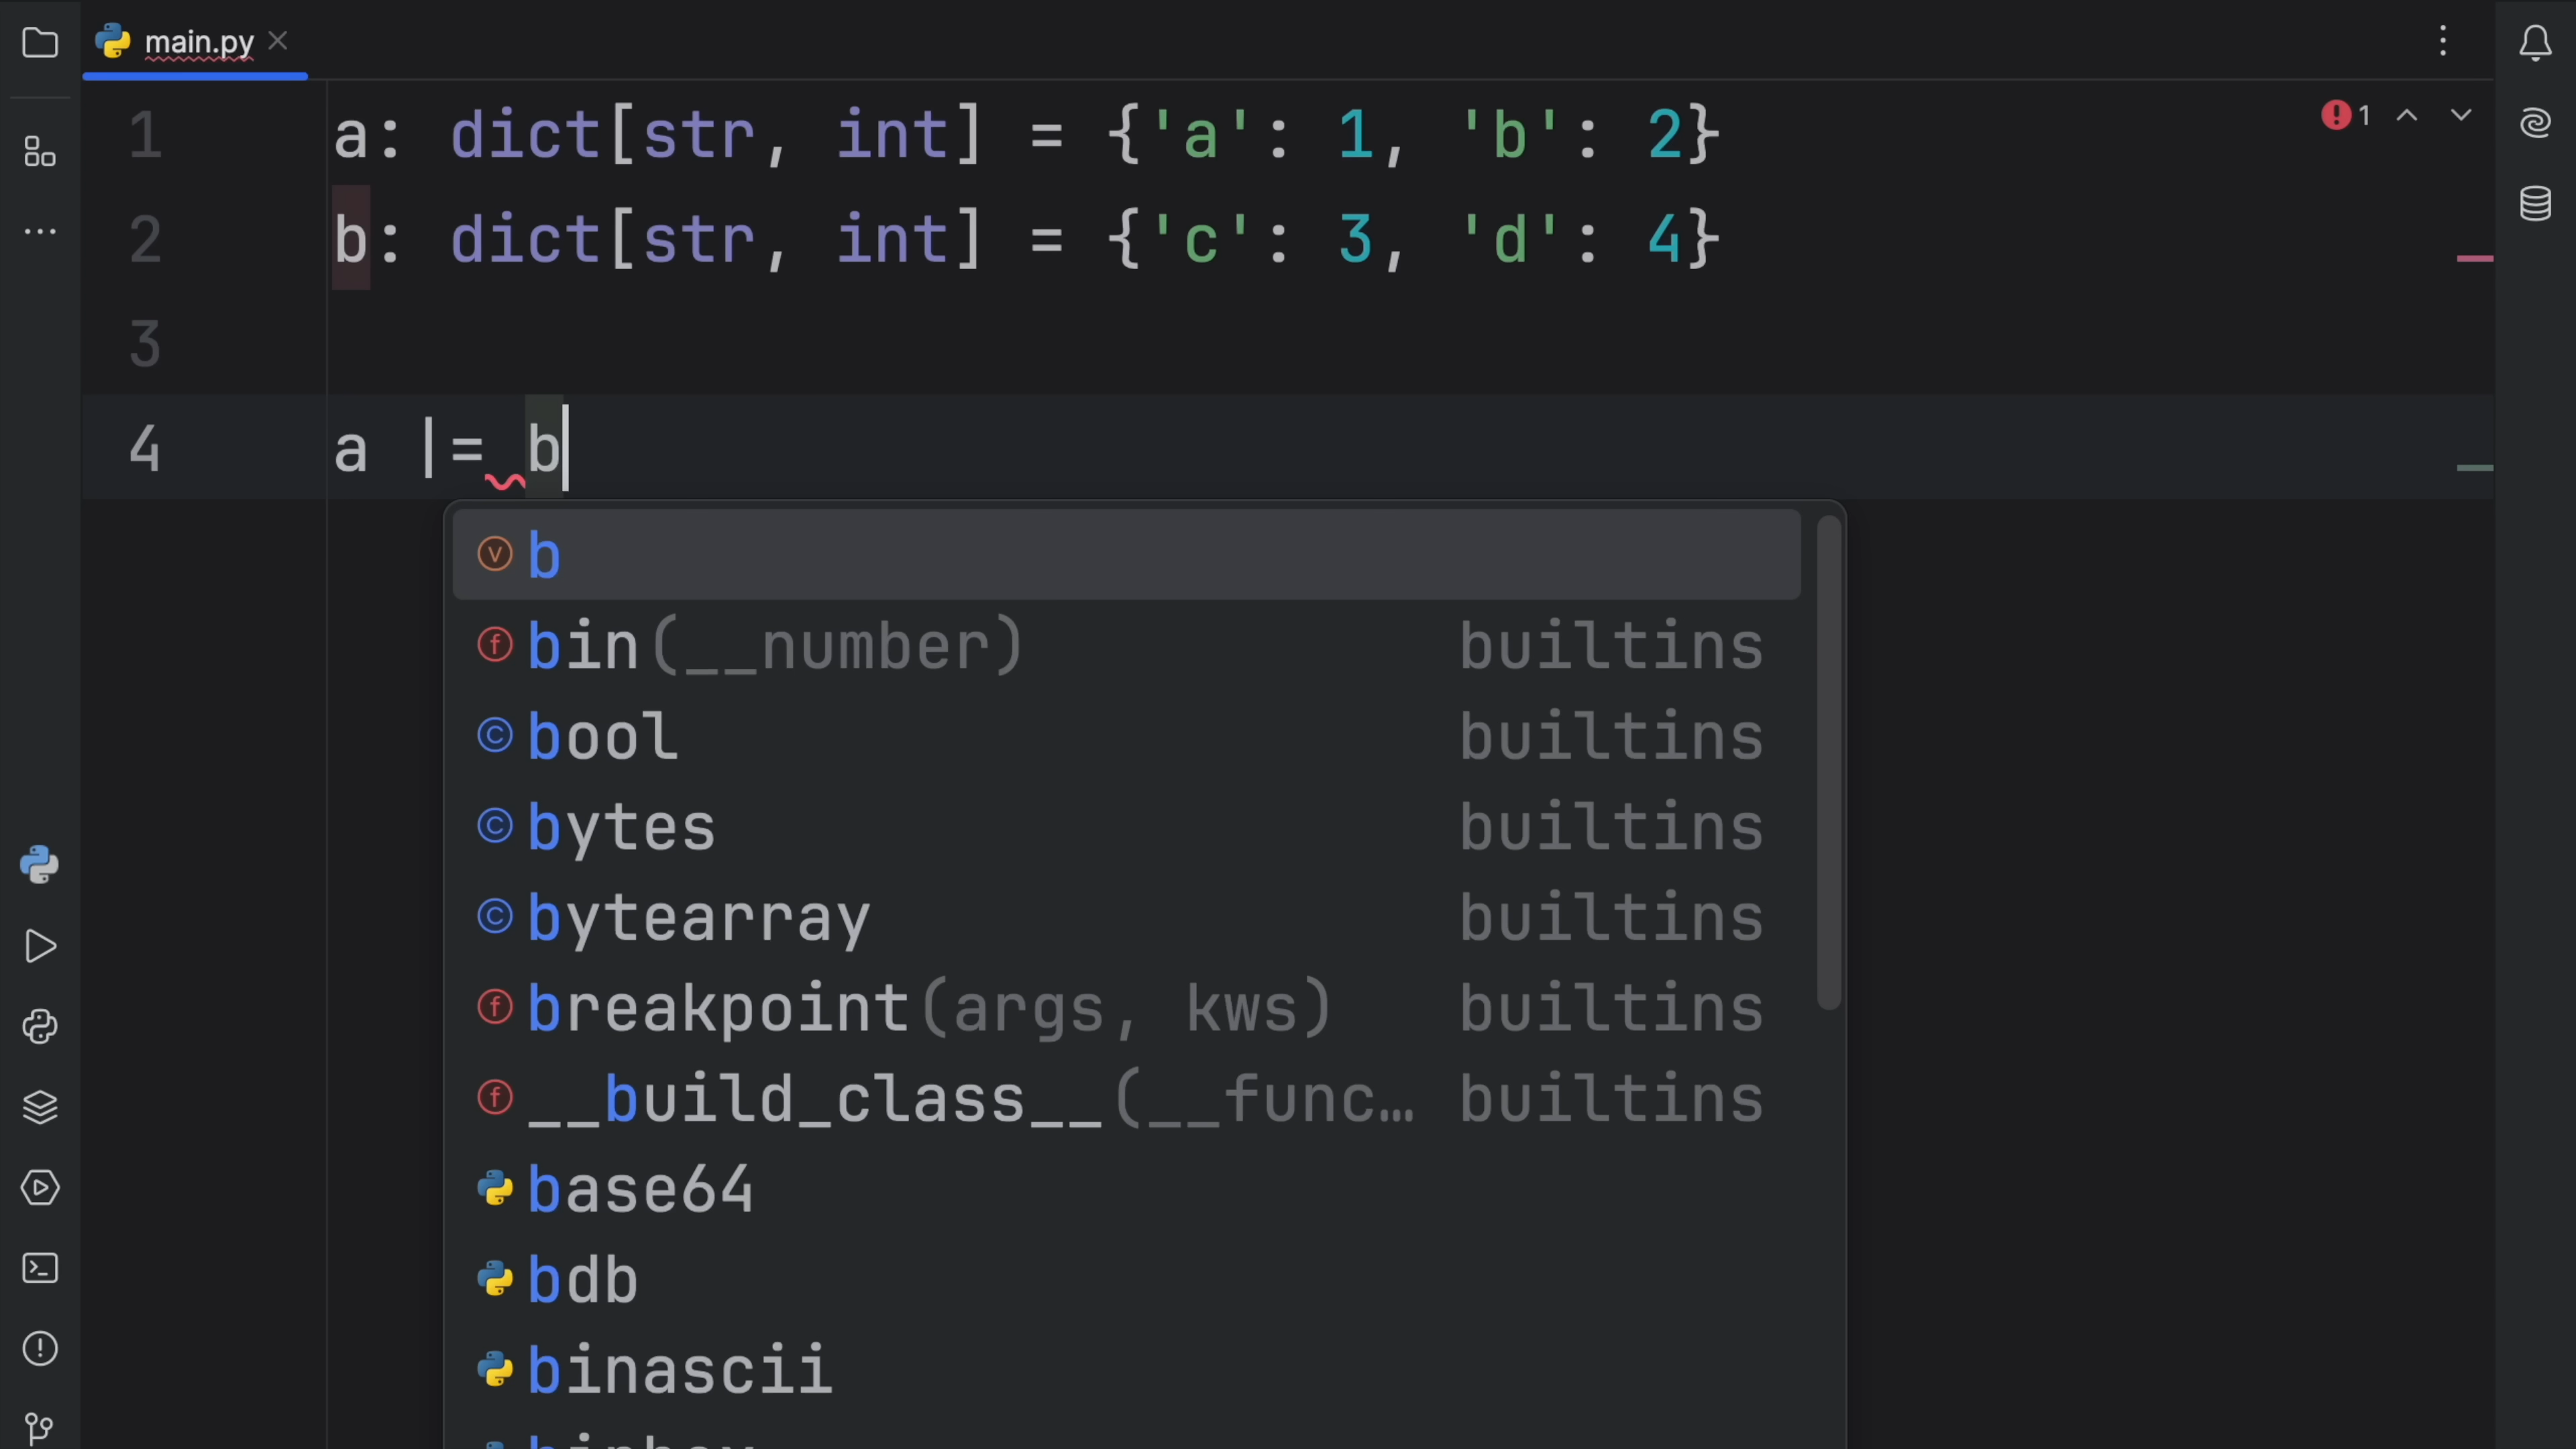 main.py
1 a: dict[str, int] = {'a': 1, 'b': 2}
1
2 b: dict[str, int] = {'c': 3, 'd': 4}
3
4 a |= b
b
bin(__number) builtins
bool builtins
bytes builtins
bytearray builtins
breakpoint(args, kws) builtins
__build_class__(__func… builtins
base64
bdb
binascii